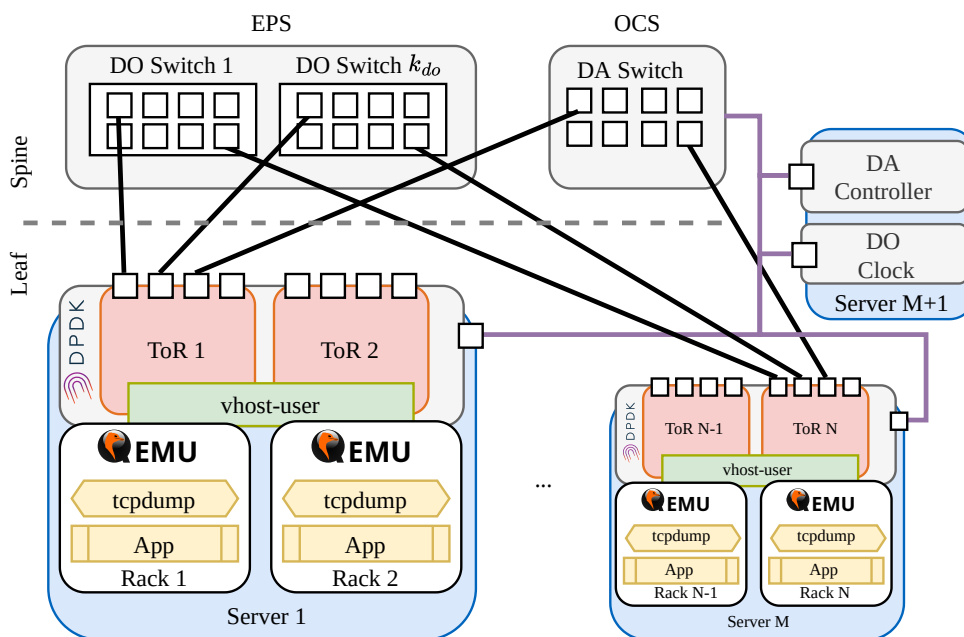 EPS
OCS
DO Switch 1
DO Switch k_do
DA Switch
Spine
Leaf
DA
Controller
DO
Clock
Server M+1
DPDK
ToR 1
ToR 2
vhost-user
QEMU
QEMU
tcpdump
tcpdump
App
App
Rack 1
Rack 2
Server 1
...
DPDK
ToR N-1
ToR N
vhost-user
QEMU
QEMU
tcpdump
tcpdump
App
App
Rack N-1
Rack N
Server M